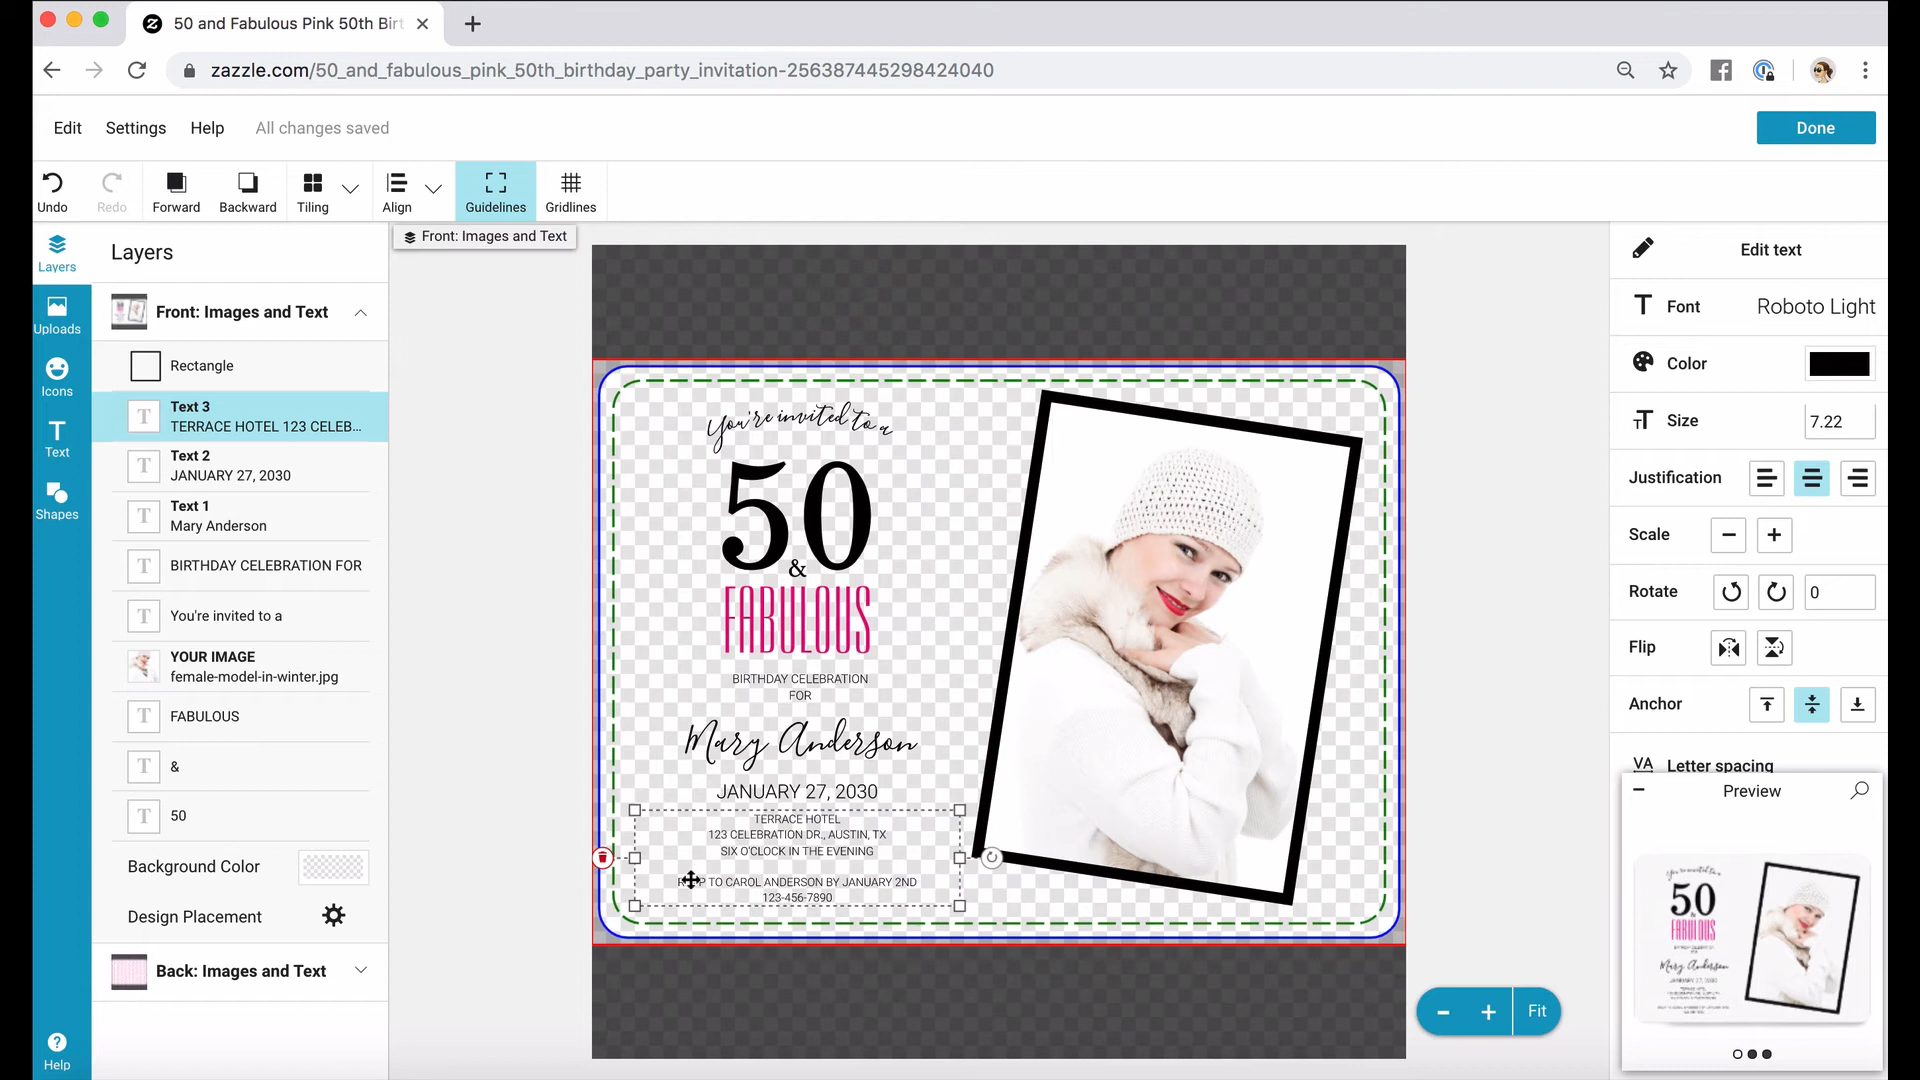 50 and Fabulous Pink 50th Birt
zazzle.com/50_and_fabulous_pink_50th_birthday_party_invitation-256387445298424040
Edit
Settings
Help
All changes saved
Done
Undo
Redo
Forward
Backward
Tiling
Align
Guidelines
Gridlines
Layers
Uploads
Icons
Text
Shapes
Help
Layers
Front: Images and Text
Rectangle
Text 3
TERRACE HOTEL 123 CELEB...
Text 2
JANUARY 27, 2030
Text 1
Mary Anderson
BIRTHDAY CELEBRATION FOR
You're invited to a
YOUR IMAGE
female-model-in-winter.jpg
FABULOUS
&
50
Background Color
Design Placement
Back: Images and Text
Front: Images and Text
You're invited to a
50
&
FABULOUS
BIRTHDAY CELEBRATION
FOR
Mary Anderson
JANUARY 27, 2030
TERRACE HOTEL
123 CELEBRATION DR., AUSTIN, TX
SIX O'CLOCK IN THE EVENING
TO CAROL ANDERSON BY JANUARY 2ND
123-456-7890
Fit
Edit text
Font
Roboto Light
Color
Size
7.22
Justification
Scale
Rotate
0
Flip
Anchor
VA
Letter spacing
Preview
You're invited to a
50
&
FABULOUS
Mary Anderson